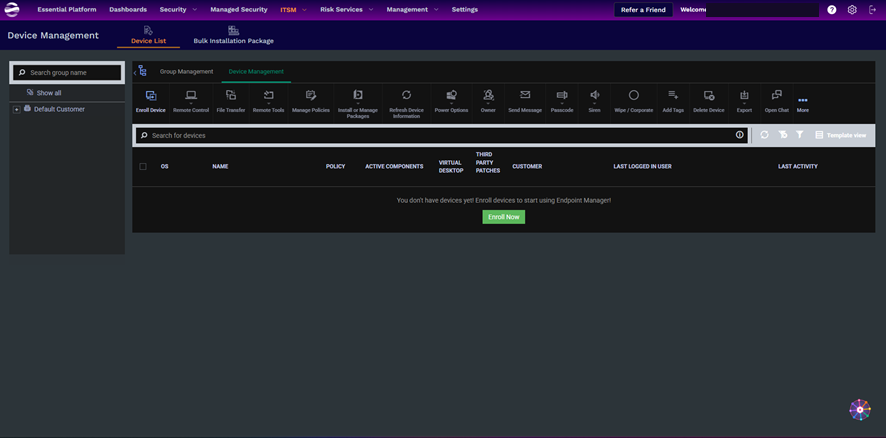 Essential Platform Dashboards Security Managed Security ITSM Risk Services Management Settings Refer a Friend Welcome
Device Management
Device List Bulk Installation Package
Search group name
Show all
Default Customer
Group Management Device Management
Enroll Device Remote Control File Transfer Remote Tools Manage Policies Install or Manage Packages Refresh Device Information Power Options Owner Send Message Passcode Siren Wipe / Corporate Add Tags Delete Device Export Open Chat More
Search for devices
Template view
OS NAME POLICY ACTIVE COMPONENTS VIRTUAL DESKTOP THIRD PARTY PATCHES CUSTOMER LAST LOGGED IN USER LAST ACTIVITY
You don't have devices yet! Enroll devices to start using Endpoint Manager!
Enroll Now